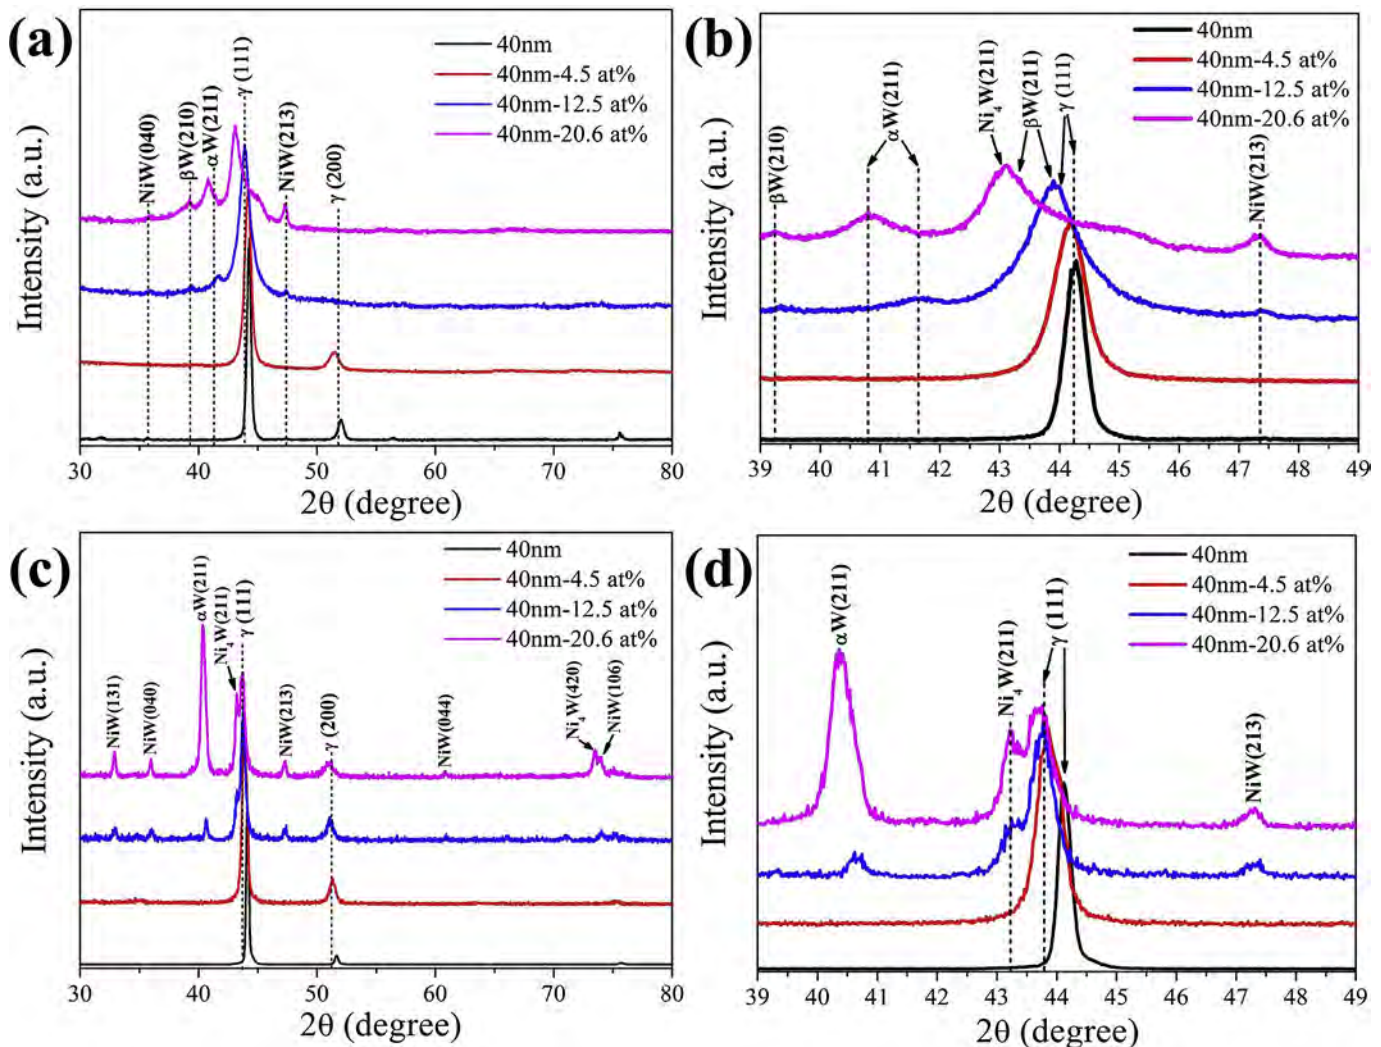 (a)
40nm
40nm-4.5 at%
40nm-12.5 at%
40nm-20.6 at%
NiW(040)
βW(210)
αW(211)
γ (111)
NiW(213)
γ (200)
Intensity (a.u.)
30 40 50 60 70 80
2θ (degree)
(b)
40nm
40nm-4.5 at%
40nm-12.5 at%
40nm-20.6 at%
βW(210)
αW(211)
Ni₄W(211)
βW(211)
γ (111)
NiW(213)
Intensity (a.u.)
39 40 41 42 43 44 45 46 47 48 49
2θ (degree)
(c)
40nm
40nm-4.5 at%
40nm-12.5 at%
40nm-20.6 at%
NiW(131)
NiW(040)
αW(211)
Ni₄W(211)
γ (111)
NiW(213)
γ (200)
NiW(044)
Ni₄W(420)
NiW(106)
Intensity (a.u.)
30 40 50 60 70 80
2θ (degree)
(d)
40nm
40nm-4.5 at%
40nm-12.5 at%
40nm-20.6 at%
αW(211)
Ni₄W(211)
γ (111)
NiW(213)
Intensity (a.u.)
39 40 41 42 43 44 45 46 47 48 49
2θ (degree)